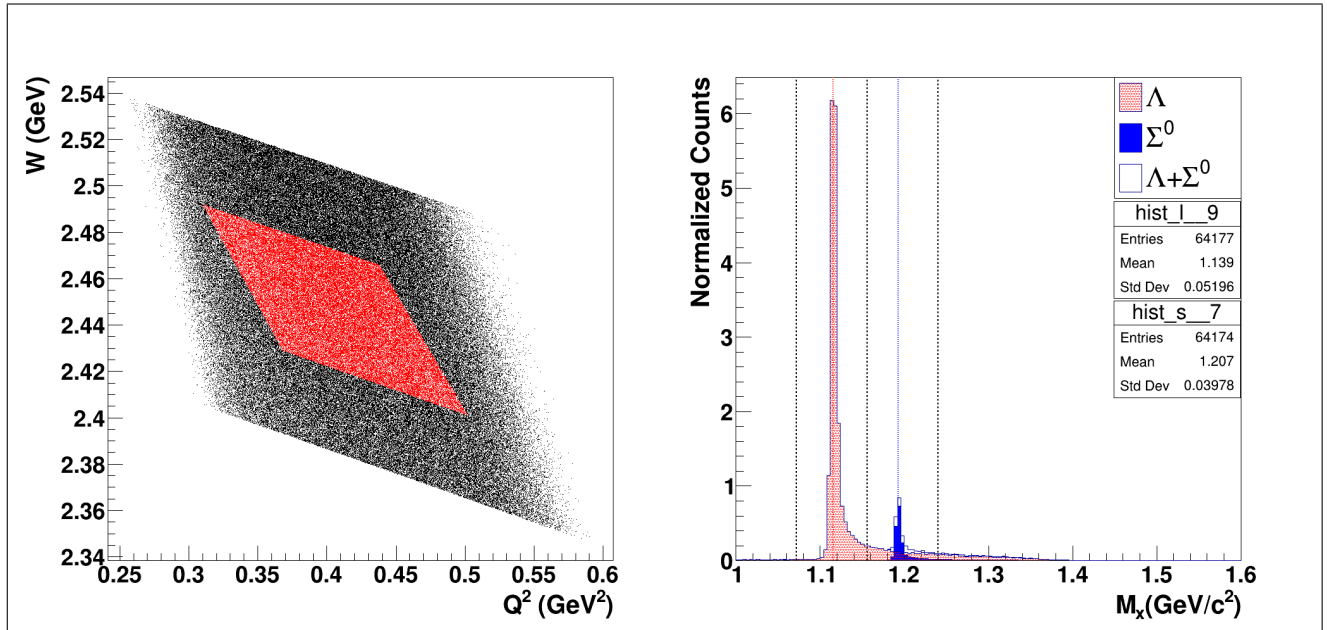 W (GeV)
2.54
2.52
2.5
2.48
2.46
2.44
2.42
2.4
2.38
2.36
2.34
0.25 0.3 0.35 0.4 0.45 0.5 0.55 0.6
Q² (GeV²)
Normalized Counts
6
5
4
3
2
1
0
1 1.1 1.2 1.3 1.4 1.5 1.6
Mₓ(GeV/c²)
Λ
Σ⁰
Λ+Σ⁰
hist_l__9
Entries 64177
Mean 1.139
Std Dev 0.05196
hist_s__7
Entries 64174
Mean 1.207
Std Dev 0.03978